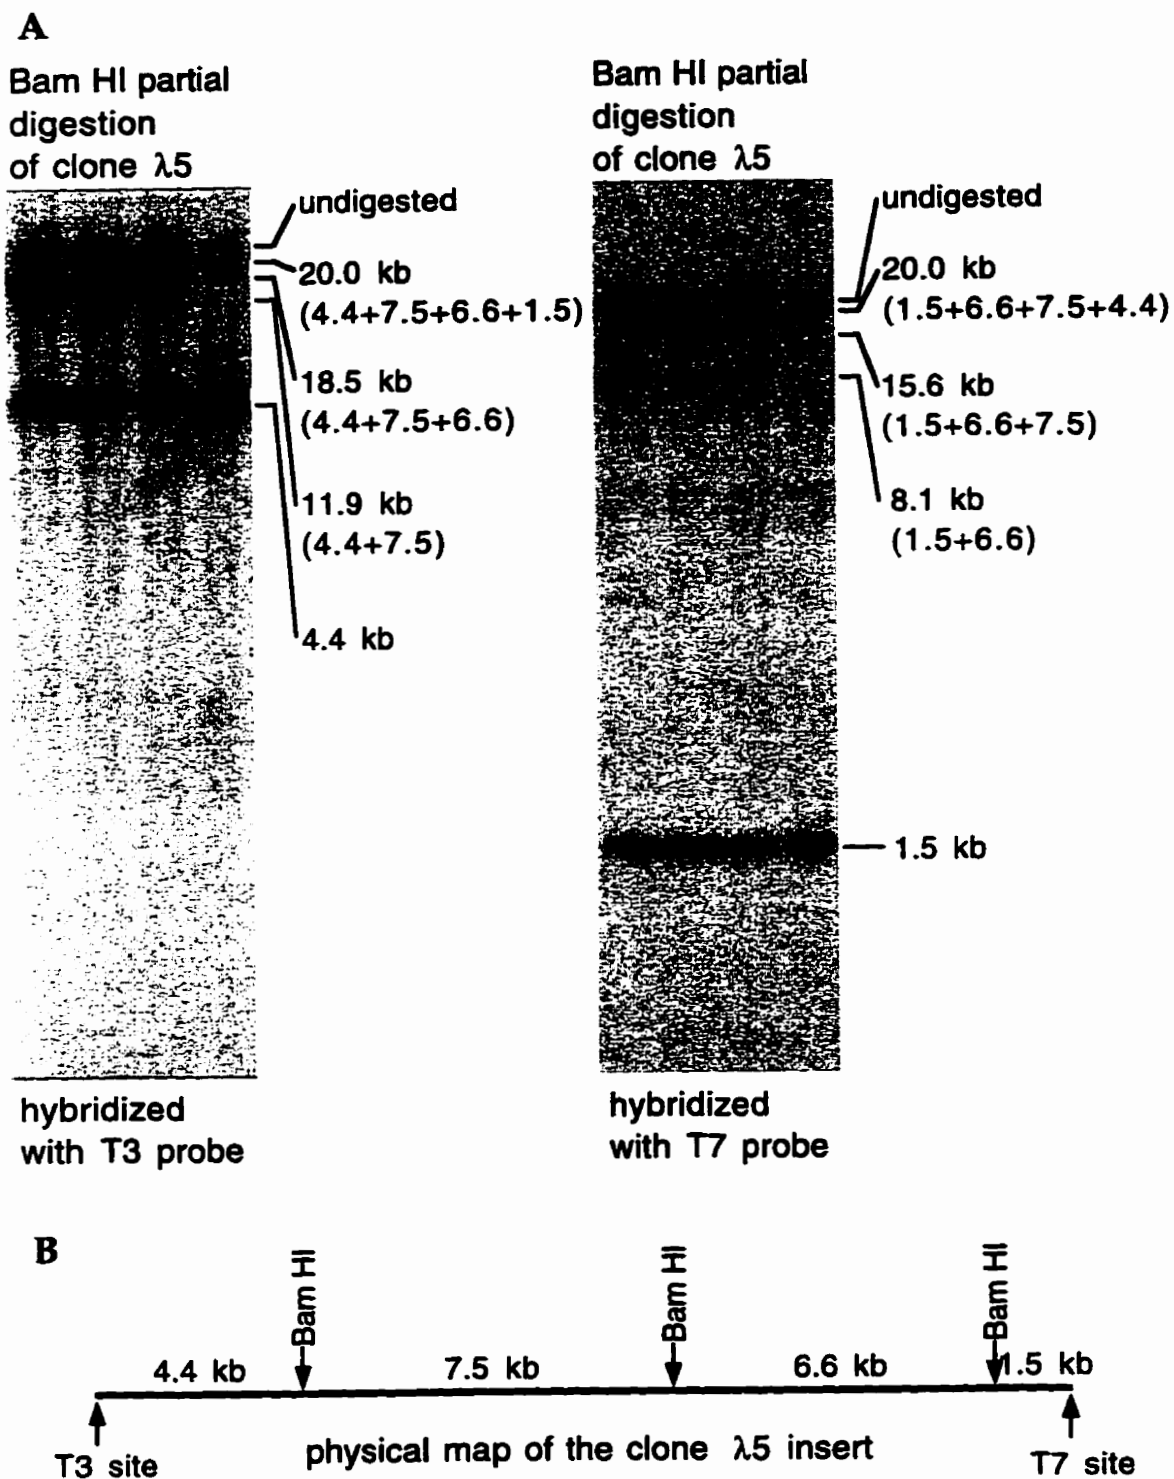 A
Bam HI partial
digestion
of clone λ5
undigested
20.0 kb
(4.4+7.5+6.6+1.5)
18.5 kb
(4.4+7.5+6.6)
11.9 kb
(4.4+7.5)
4.4 kb
hybridized
with T3 probe
Bam HI partial
digestion
of clone λ5
undigested
20.0 kb
(1.5+6.6+7.5+4.4)
15.6 kb
(1.5+6.6+7.5)
8.1 kb
(1.5+6.6)
1.5 kb
hybridized
with T7 probe
B
Bam HI
Bam HI
Bam HI
4.4 kb
7.5 kb
6.6 kb
1.5 kb
T3 site
physical map of the clone λ5 insert
T7 site